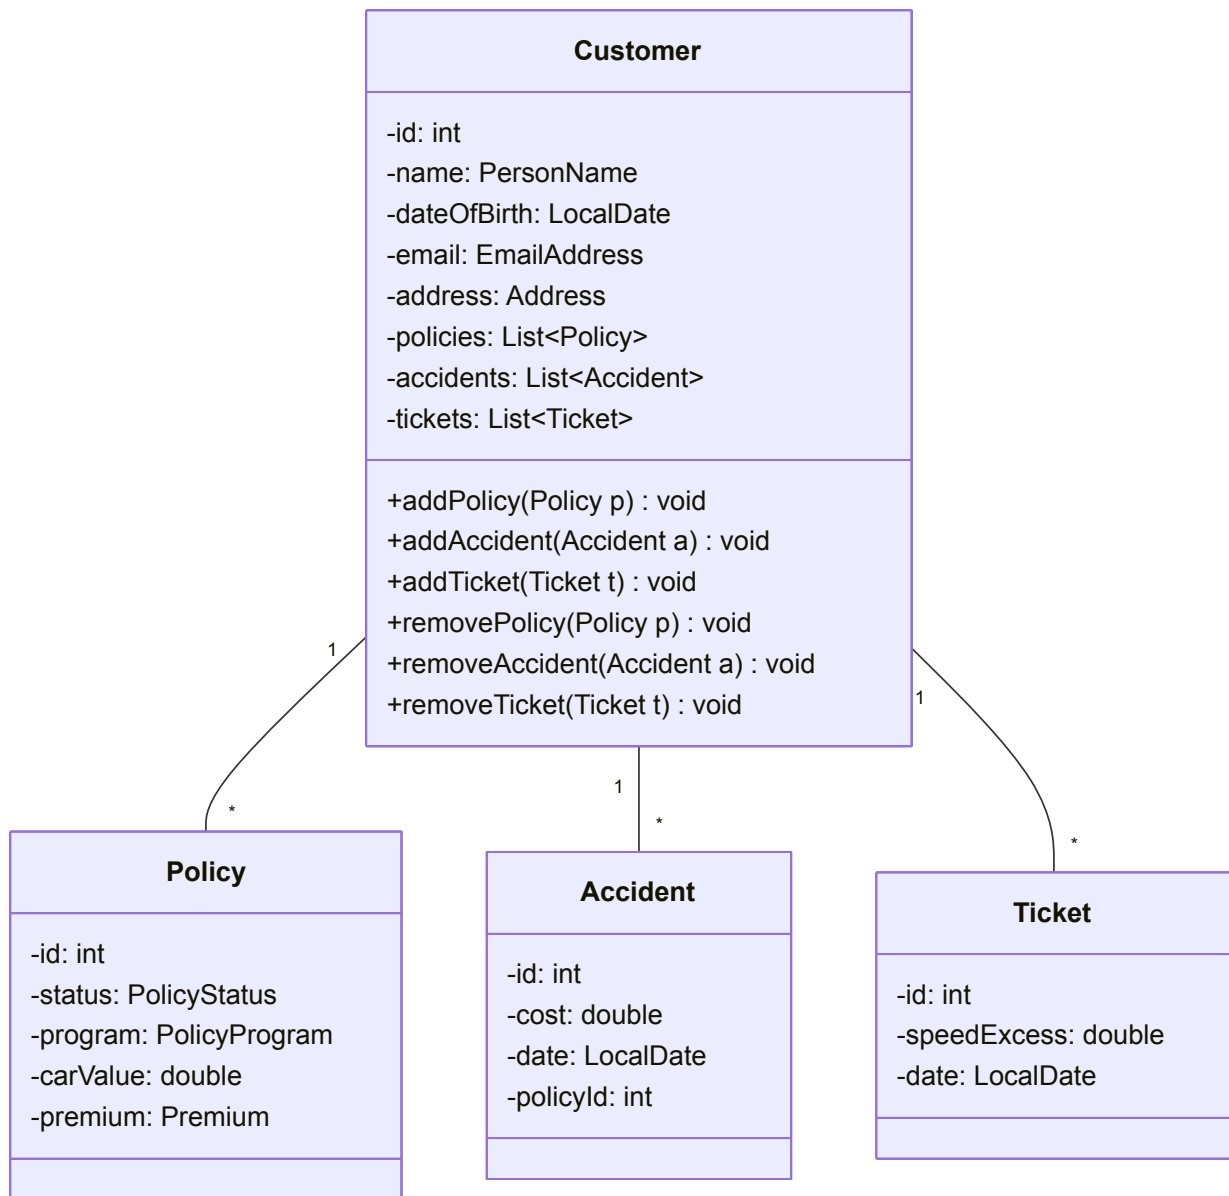 Customer
-id: int
-name: PersonName
-dateOfBirth: LocalDate
-email: EmailAddress
-address: Address
-policies: List<Policy>
-accidents: List<Accident>
-tickets: List<Ticket>
+addPolicy(Policy p) : void
+addAccident(Accident a) : void
+addTicket(Ticket t) : void
+removePolicy(Policy p) : void
+removeAccident(Accident a) : void
+removeTicket(Ticket t) : void
1
*
1
*
1
*
Policy
-id: int
-status: PolicyStatus
-program: PolicyProgram
-carValue: double
-premium: Premium
Accident
-id: int
-cost: double
-date: LocalDate
-policyId: int
Ticket
-id: int
-speedExcess: double
-date: LocalDate